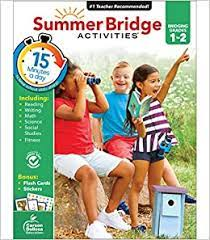 #1 Teacher Recommended!
Summer Bridge
ACTIVITIES®
BRIDGING
GRADES
1-2
15
MINUTES
a day
Including:
• Reading
• Writing
• Math
• Science
• Social
Studies
• Fitness
Bonus:
• Flash Cards
• Stickers
Carson
Dellosa